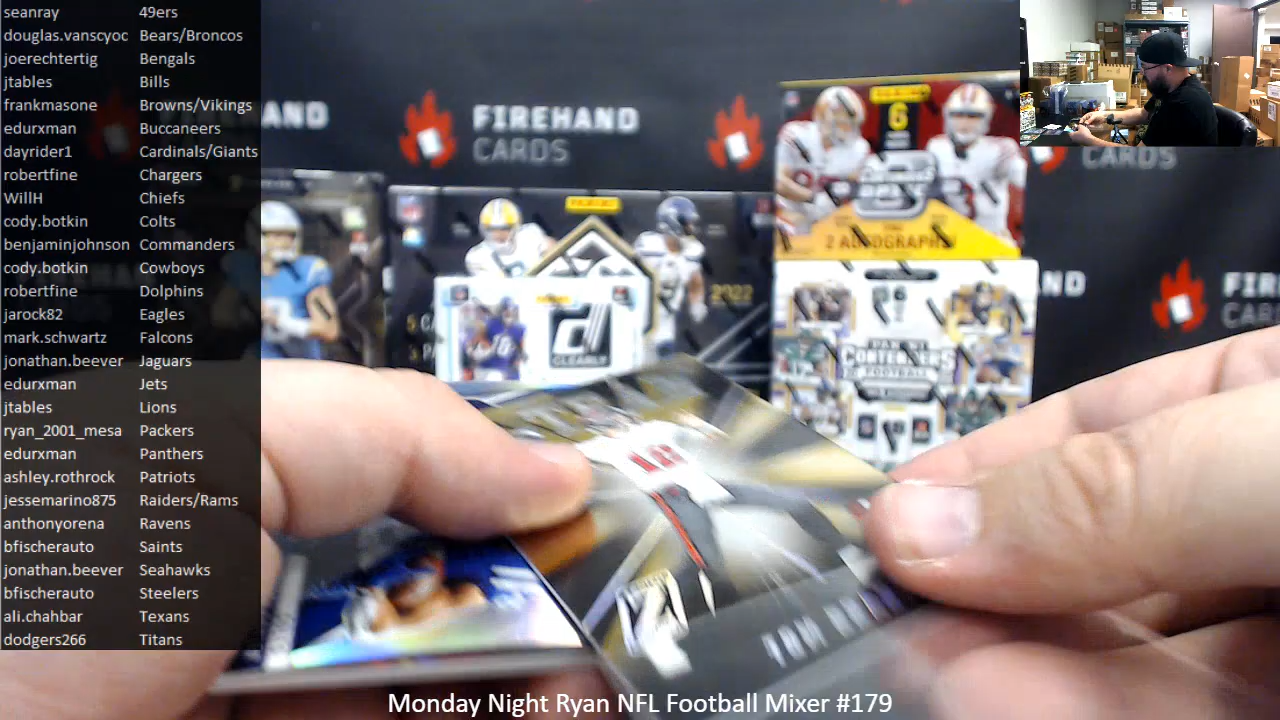 seanray 49ers
douglas.vanscyoc Bears/Broncos
joerechtertig Bengals
jtables Bills
frankmasone Browns/Vikings
edurxman Buccaneers
dayrider1 Cardinals/Giants
robertfine Chargers
WillH Chiefs
cody.botkin Colts
benjaminjohnson Commanders
cody.botkin Cowboys
robertfine Dolphins
jarock82 Eagles
mark.schwartz Falcons
jonathan.beever Jaguars
edurxman Jets
jtables Lions
ryan_2001_mesa Packers
edurxman Panthers
ashley.rothrock Patriots
jessemarino875 Raiders/Rams
anthonyorena Ravens
bfischerauto Saints
jonathan.beever Seahawks
bfischerauto Steelers
ali.chahbar Texans
dodgers266 Titans
FIREHAND
CARDS
CARDS
PANINI
6
2 AUTOGRAPHS
2022
CLEARLY
PANINI
CONTENDERS
FOOTBALL
TOM
Monday Night Ryan NFL Football Mixer #179